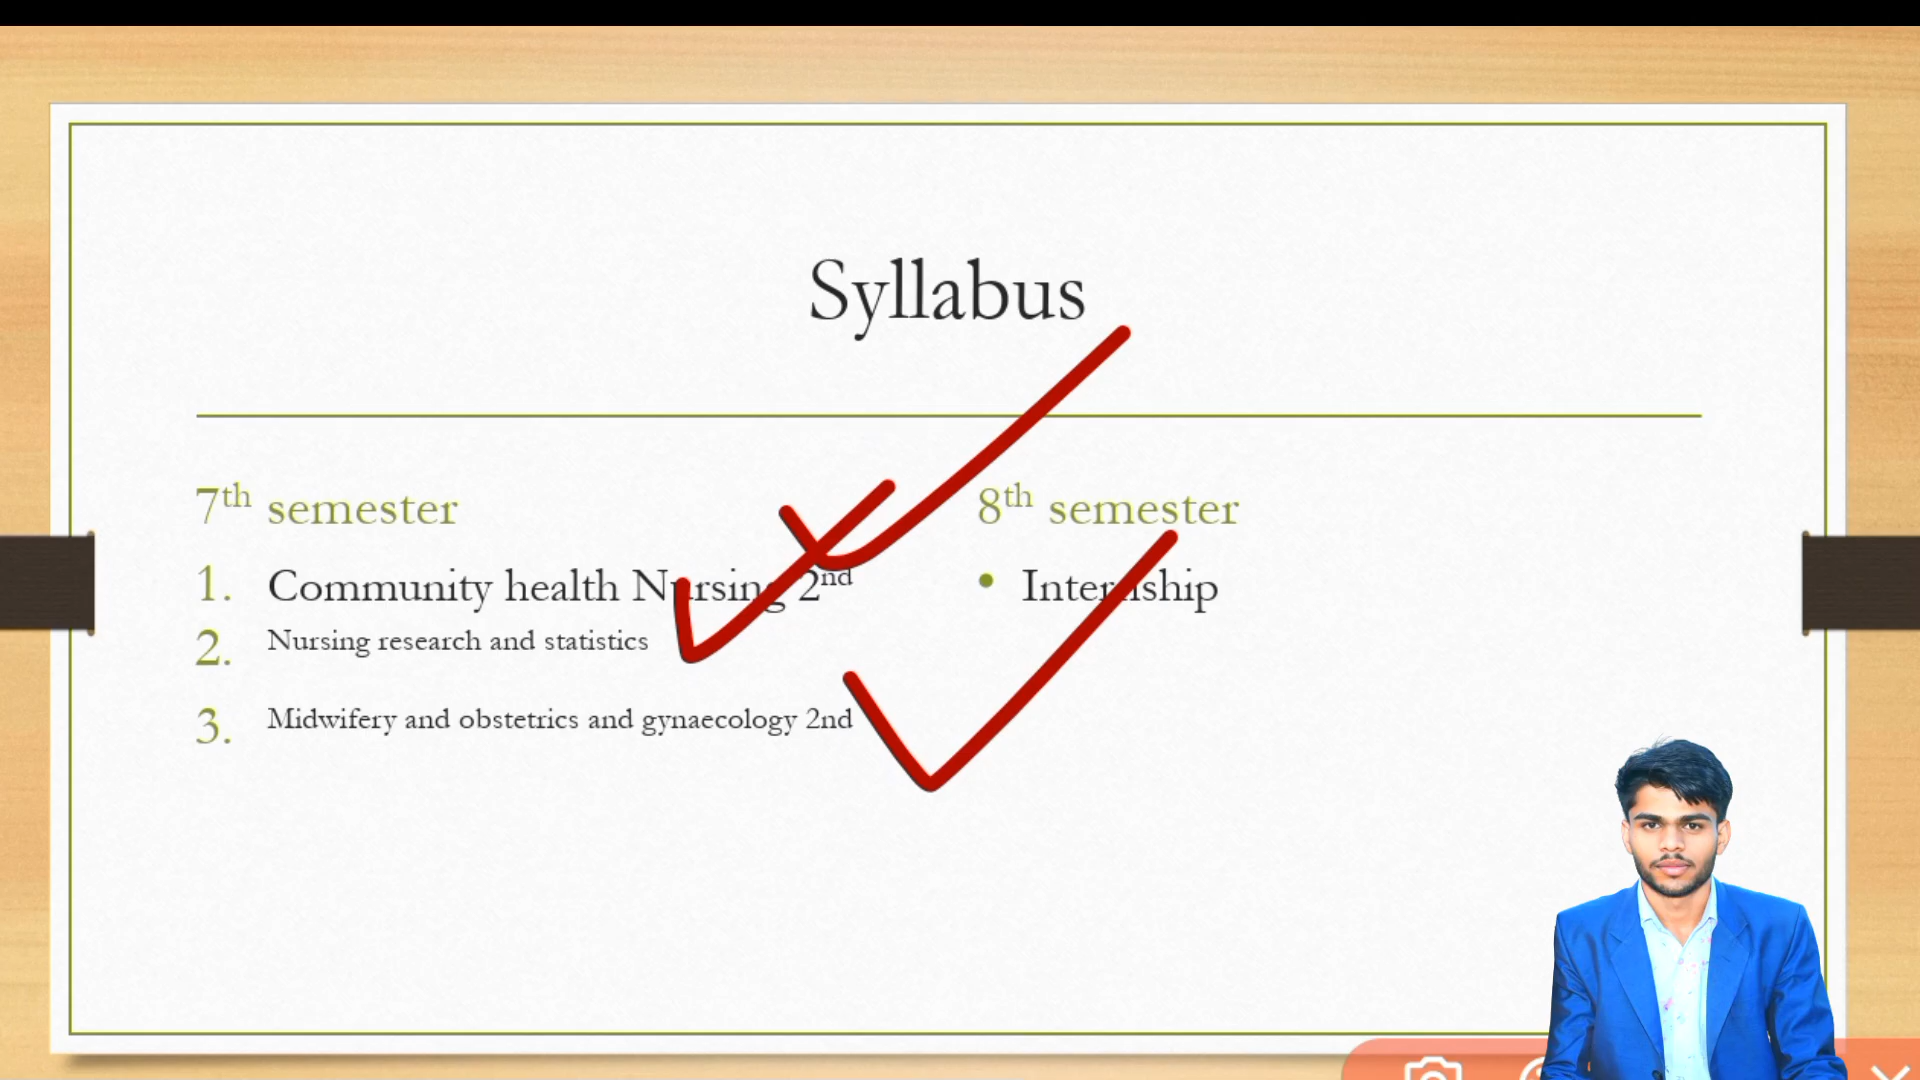 Syllabus
7th semester
1. Community health Nursing 2nd
2. Nursing research and statistics
3. Midwifery and obstetrics and gynaecology 2nd
8th semester
• Internship